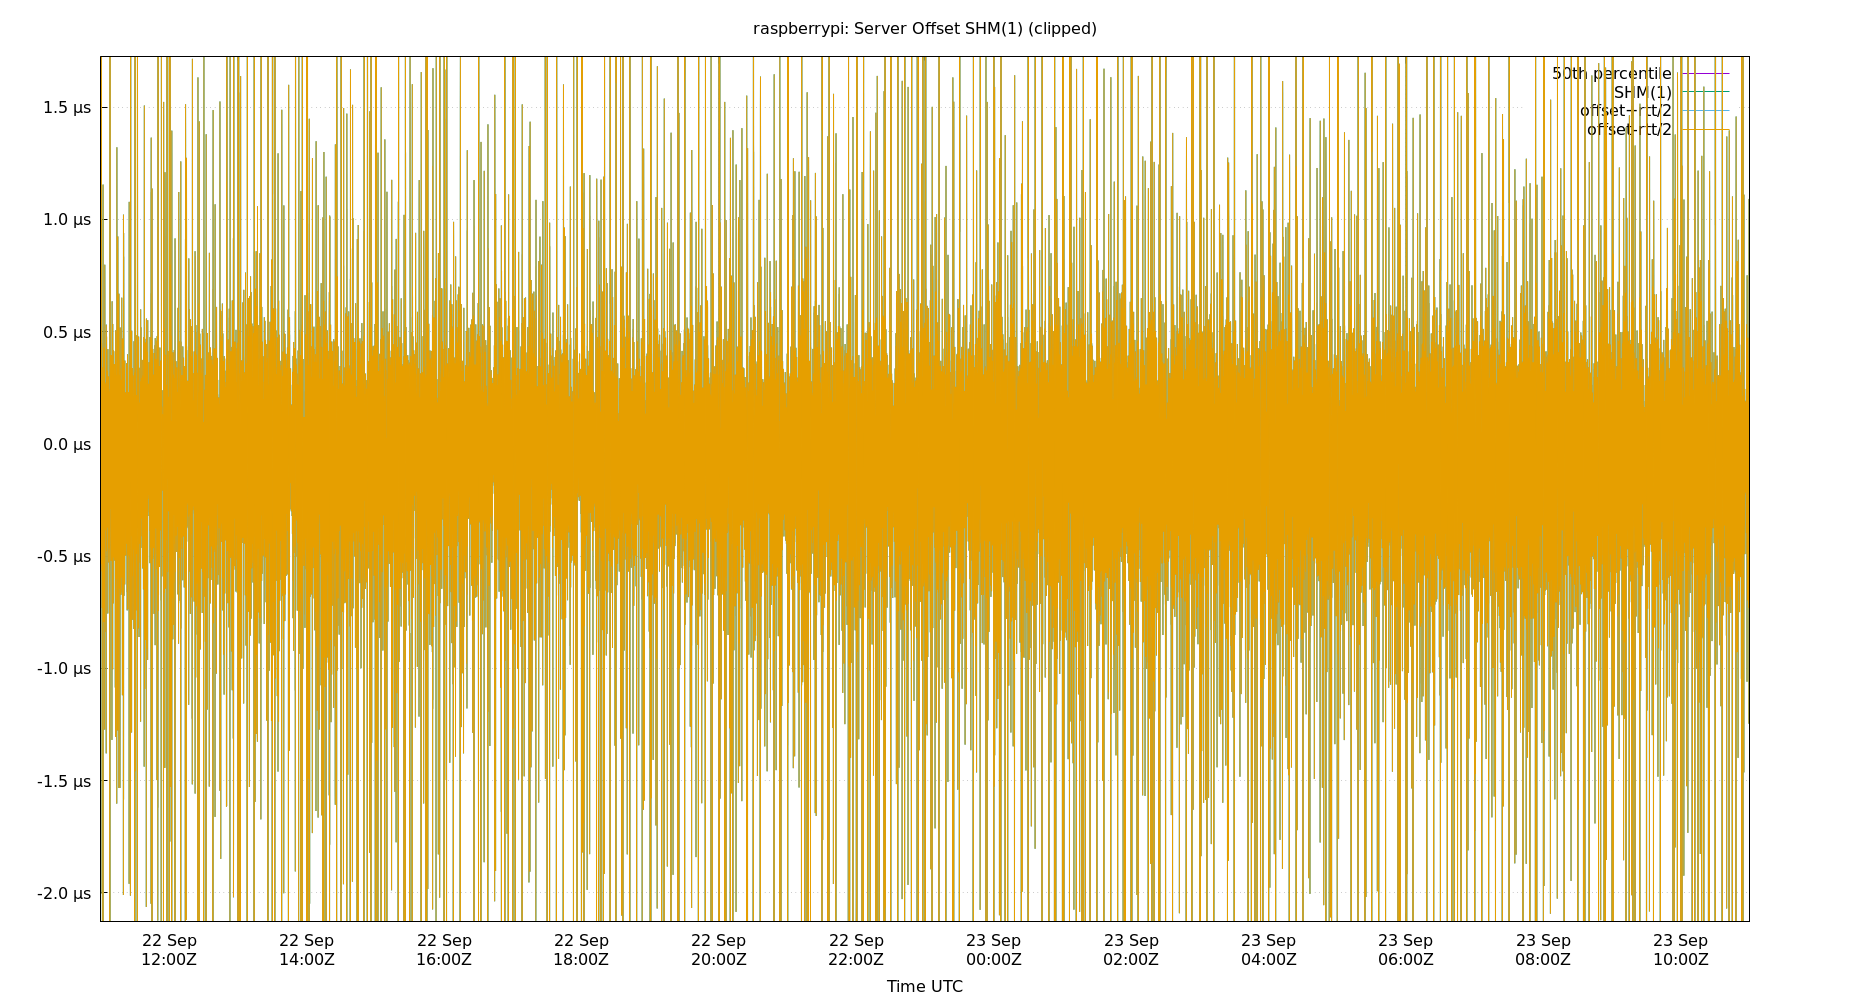 raspberrypi: Server Offset SHM(1) (clipped)
50th percentile
SHM(1)
offset+rtt/2
offset-rtt/2
1.5 µs
1.0 µs
0.5 µs
0.0 µs
-0.5 µs
-1.0 µs
-1.5 µs
-2.0 µs
22 Sep 22 Sep 22 Sep 22 Sep 22 Sep 22 Sep 23 Sep 23 Sep 23 Sep 23 Sep 23 Sep 23 Sep
12:00Z 14:00Z 16:00Z 18:00Z 20:00Z 22:00Z 00:00Z 02:00Z 04:00Z 06:00Z 08:00Z 10:00Z
Time UTC